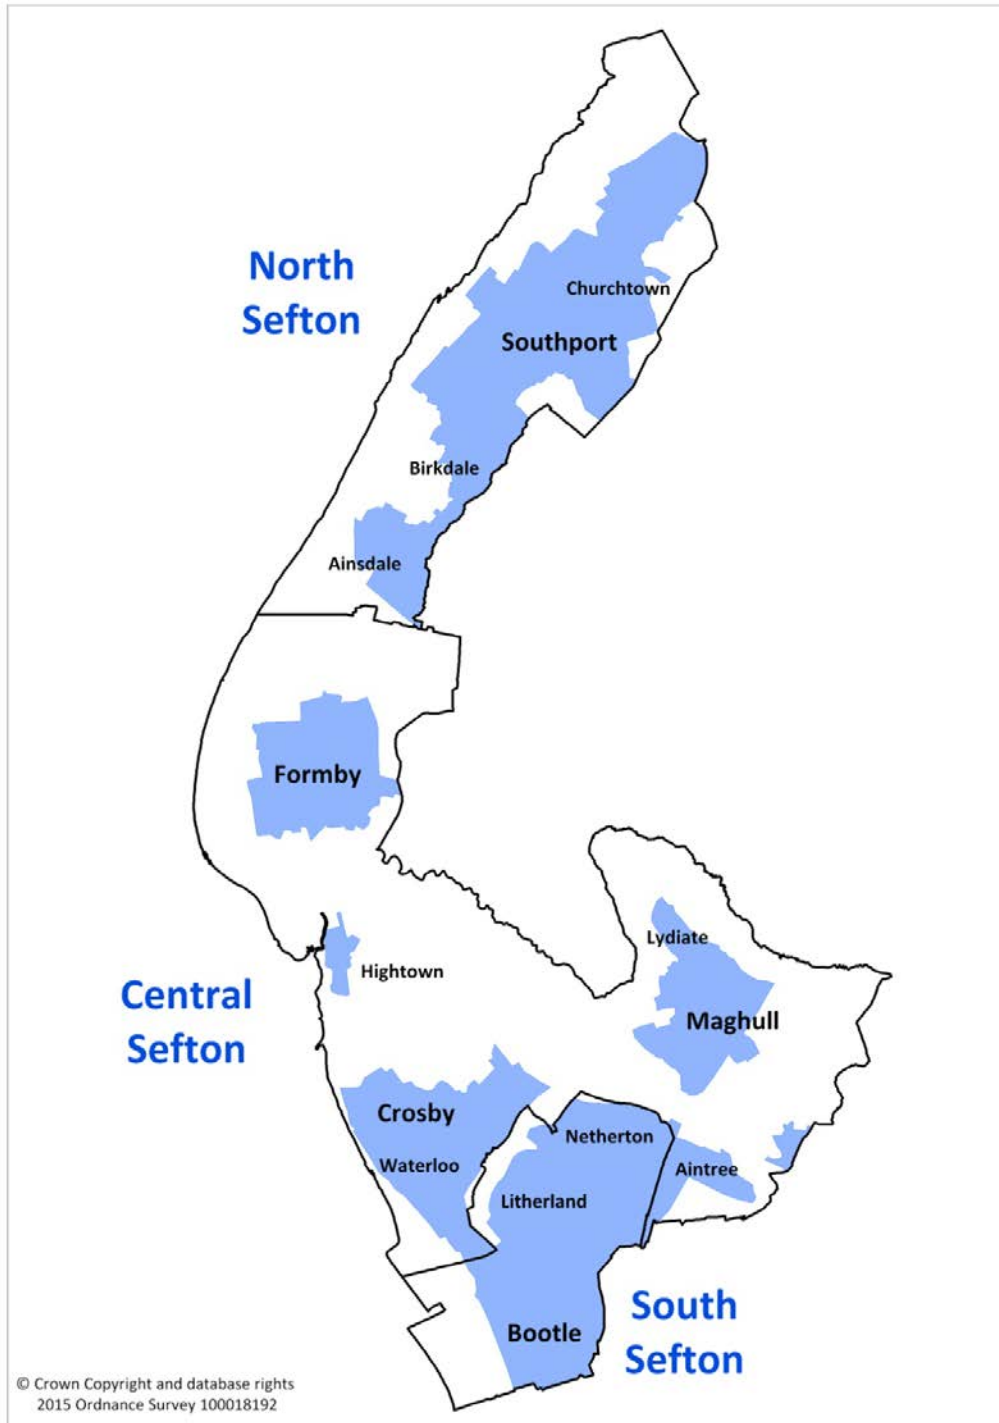 North
Sefton
Churchtown
Southport
Birkdale
Ainsdale
Formby
Lydiate
Hightown
Central
Sefton
Maghull
Crosby
Netherton
Waterloo
Aintree
Litherland
South
Sefton
Bootle
© Crown Copyright and database rights
2015 Ordnance Survey 100018192